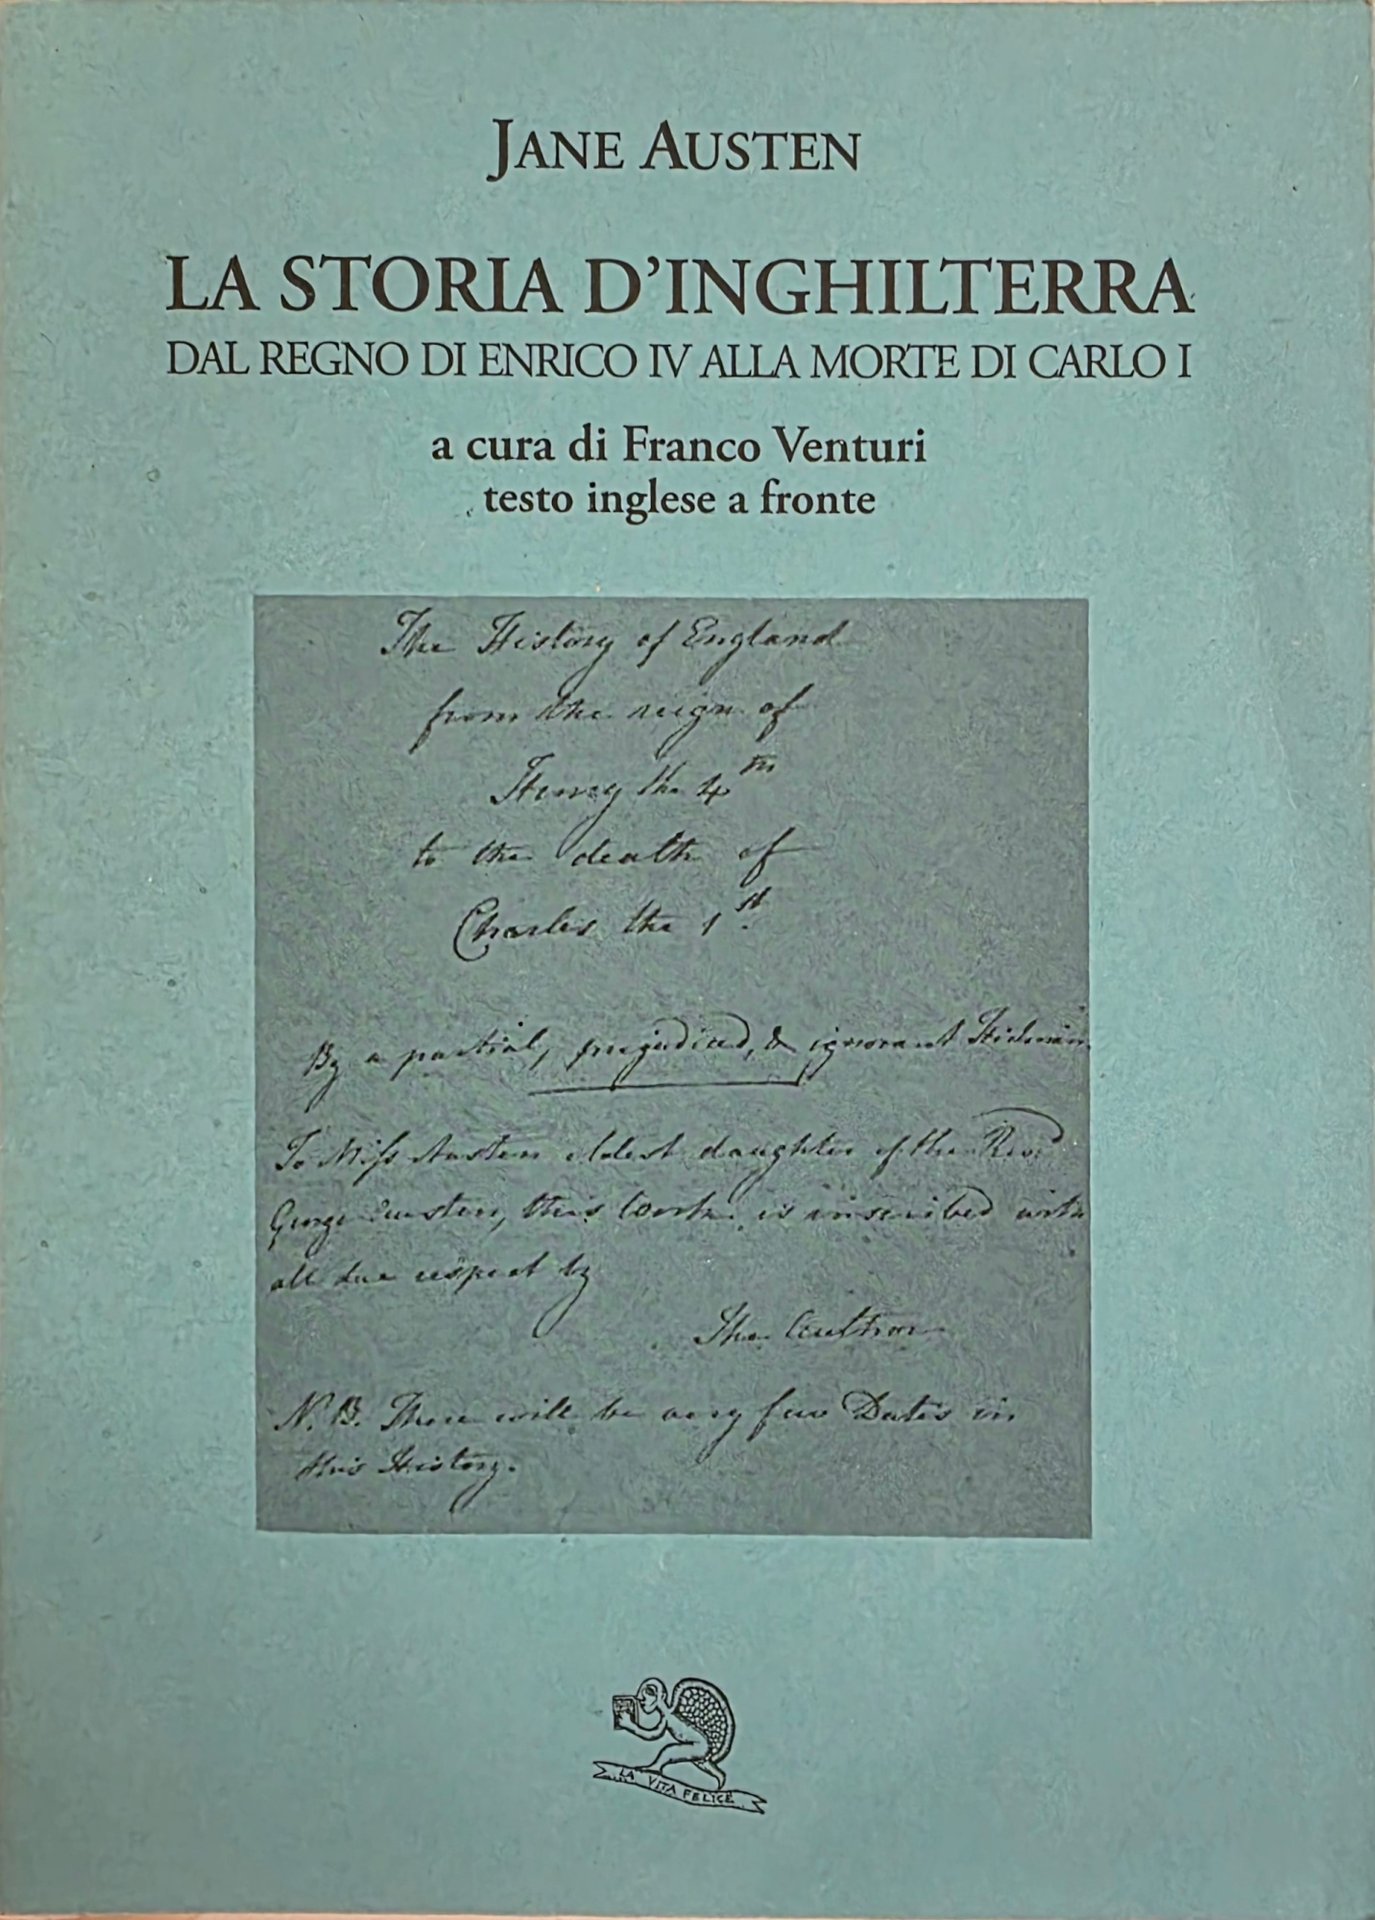 JANE AUSTEN
LA STORIA D'INGHILTERRA
DAL REGNO DI ENRICO IV ALLA MORTE DI CARLO I
a cura di Franco Venturi
testo inglese a fronte
The History of England
from the reign of
Henry the 4th
to the death of
Charles the 1st.
By a partial, prejudiced, & ignorant Historian.
To Miss Austen eldest daughter of the Revd
George Austen, this Work is inscribed with
all due respect by
The Author
N.B. There will be very few Dates in
this History.
LA VITA FELICE